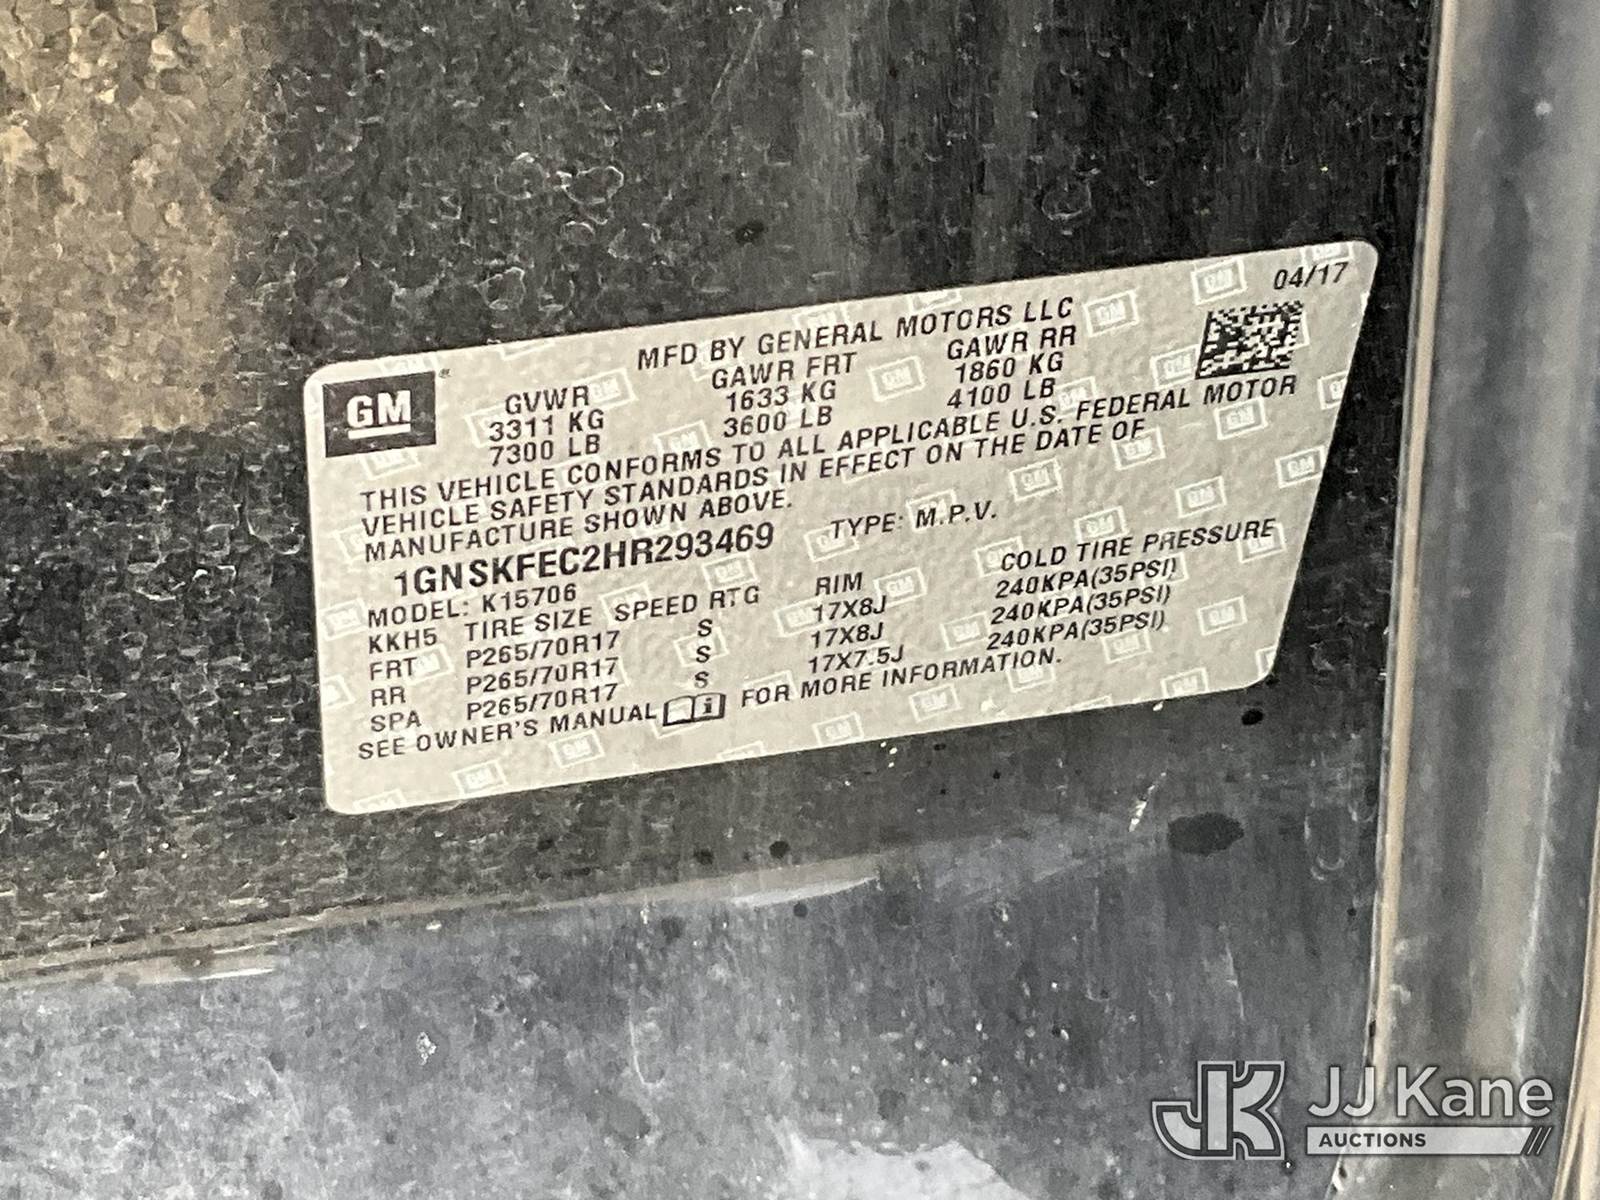 04/17
MFD BY GENERAL MOTORS LLC
GM
GVWR GAWR FRT GAWR RR
3311 KG 1633 KG 1860 KG
7300 LB 3600 LB 4100 LB
THIS VEHICLE CONFORMS TO ALL APPLICABLE U.S. FEDERAL MOTOR
VEHICLE SAFETY STANDARDS IN EFFECT ON THE DATE OF
MANUFACTURE SHOWN ABOVE.
1GNSKFEC2HR293469 TYPE: M.P.V.
MODEL: K15706
KKH5 TIRE SIZE SPEED RTG RIM COLD TIRE PRESSURE
FRT P265/70R17 S 17X8J 240KPA(35PSI)
RR P265/70R17 S 17X8J 240KPA(35PSI)
SPA P265/70R17 S 17X7.5J 240KPA(35PSI)
SEE OWNER'S MANUAL i FOR MORE INFORMATION.
JK JJ Kane
AUCTIONS